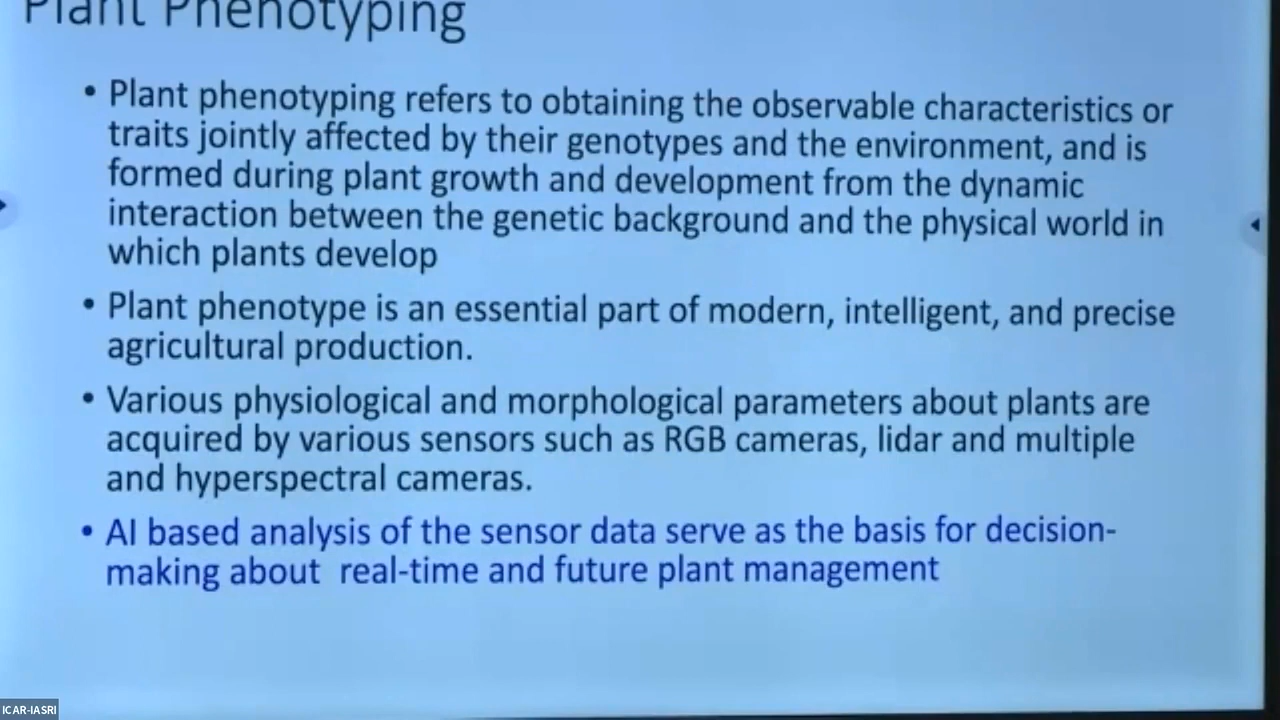 Plant Phenotyping
• Plant phenotyping refers to obtaining the observable characteristics or
traits jointly affected by their genotypes and the environment, and is
formed during plant growth and development from the dynamic
interaction between the genetic background and the physical world in
which plants develop
• Plant phenotype is an essential part of modern, intelligent, and precise
agricultural production.
• Various physiological and morphological parameters about plants are
acquired by various sensors such as RGB cameras, lidar and multiple
and hyperspectral cameras.
• AI based analysis of the sensor data serve as the basis for decision-
making about  real-time and future plant management
ICAR-IASRI